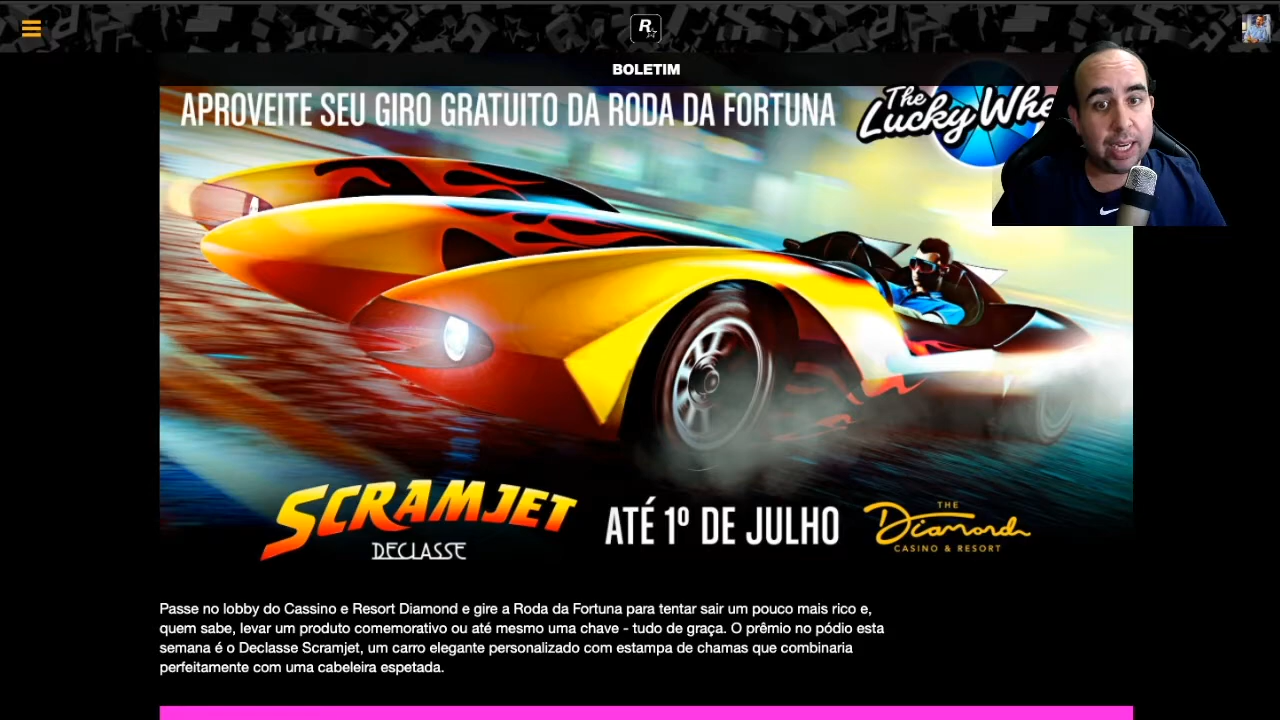 R
BOLETIM
APROVEITE SEU GIRO GRATUITO DA RODA DA FORTUNA
The
Lucky Whe
SCRAMJET
DECLASSE
ATÉ 1º DE JULHO
THE
Diamond
CASINO & RESORT
Passe no lobby do Cassino e Resort Diamond e gire a Roda da Fortuna para tentar sair um pouco mais rico e,
quem sabe, levar um produto comemorativo ou até mesmo uma chave - tudo de graça. O prêmio no pódio esta
semana é o Declasse Scramjet, um carro elegante personalizado com estampa de chamas que combinaria
perfeitamente com uma cabeleira espetada.